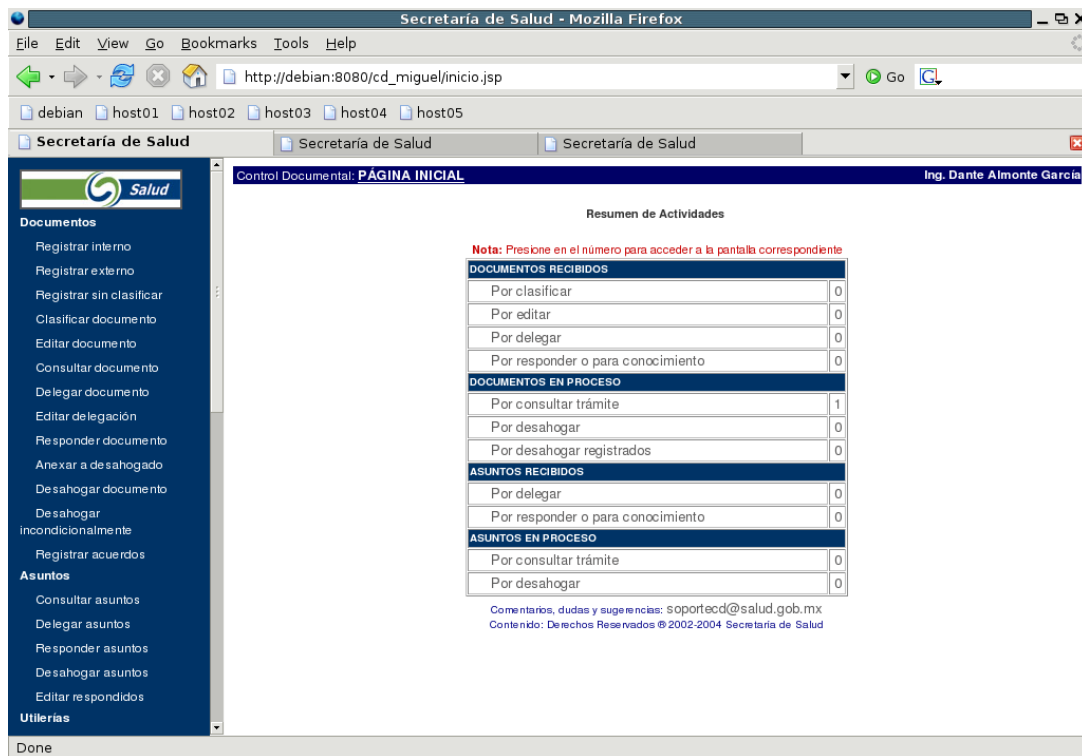 Secretaría de Salud - Mozilla Firefox
File Edit View Go Bookmarks Tools Help
http://debian:8080/cd_miguel/inicio.jsp Go G
debian host01 host02 host03 host04 host05
Secretaría de Salud Secretaría de Salud Secretaría de Salud
Salud
Documentos
Registrar interno
Registrar externo
Registrar sin clasificar
Clasificar documento
Editar documento
Consultar documento
Delegar documento
Editar delegación
Responder documento
Anexar a desahogado
Desahogar documento
Desahogar
incondicionalmente
Registrar acuerdos
Asuntos
Consultar asuntos
Delegar asuntos
Responder asuntos
Desahogar asuntos
Editar respondidos
Utilerías
Control Documental: PÁGINA INICIAL Ing. Dante Almonte García
Resumen de Actividades
Nota: Presione en el número para acceder a la pantalla correspondiente
DOCUMENTOS RECIBIDOS
Por clasificar 0
Por editar 0
Por delegar 0
Por responder o para conocimiento 0
DOCUMENTOS EN PROCESO
Por consultar trámite 1
Por desahogar 0
Por desahogar registrados 0
ASUNTOS RECIBIDOS
Por delegar 0
Por responder o para conocimiento 0
ASUNTOS EN PROCESO
Por consultar trámite 0
Por desahogar 0
Comentarios, dudas y sugerencias: soportecd@salud.gob.mx
Contenido: Derechos Reservados ® 2002-2004 Secretaria de Salud
Done